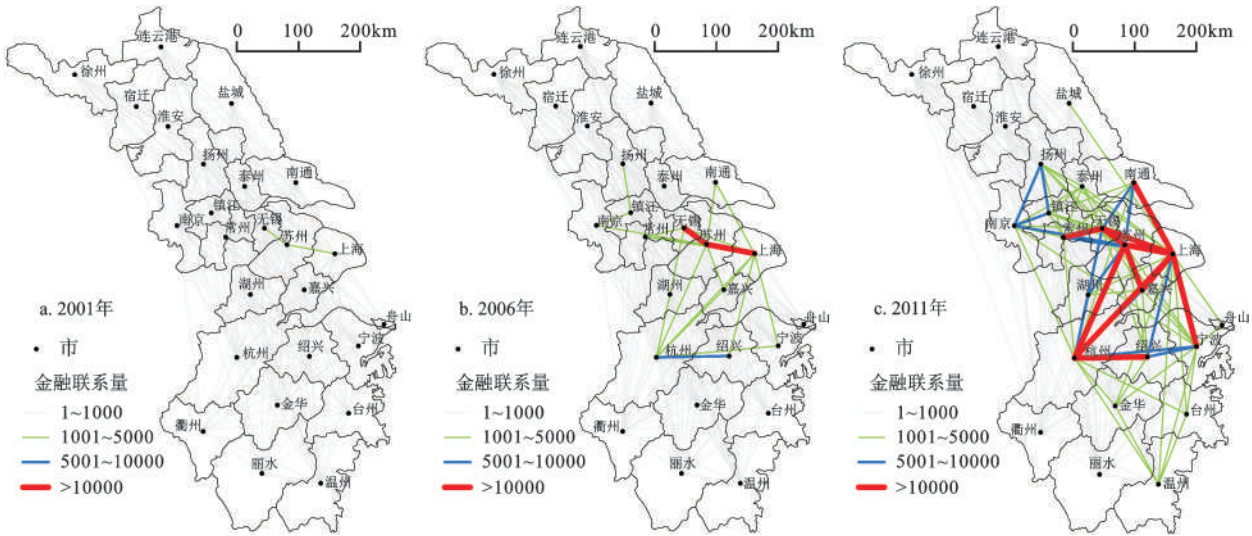 0 100 200km
连云港
徐州
宿迁
盐城
淮安
扬州
泰州
南通
镇江
南京
常州
无锡
苏州
上海
湖州
嘉兴
舟山
杭州
绍兴
宁波
金华
台州
衢州
丽水
温州
a. 2001年
市
金融联系量
1~1000
1001~5000
5001~10000
>10000
0 100 200km
连云港
徐州
宿迁
盐城
淮安
扬州
泰州
南通
镇江
南京
常州
无锡
苏州
上海
湖州
嘉兴
舟山
杭州
绍兴
宁波
金华
台州
衢州
丽水
温州
b. 2006年
市
金融联系量
1~1000
1001~5000
5001~10000
>10000
0 100 200km
连云港
徐州
宿迁
盐城
淮安
扬州
泰州
南通
镇江
南京
常州
无锡
苏州
上海
湖州
嘉兴
舟山
杭州
绍兴
宁波
金华
台州
衢州
丽水
温州
c. 2011年
市
金融联系量
1~1000
1001~5000
5001~10000
>10000